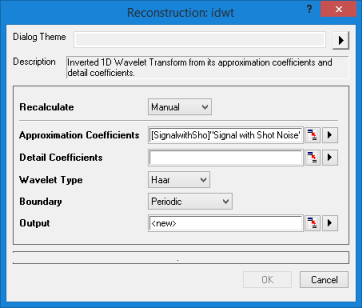 Reconstruction: idwt
? ×
Dialog Theme
Description Inverted 1D Wavelet Transform from its approximation coefficients and
detail coefficients.
Recalculate Manual
Approximation Coefficients [SignalwithSho]"Signal with Shot Noise"
Detail Coefficients
Wavelet Type Haar
Boundary Periodic
Output <new>
.
OK Cancel